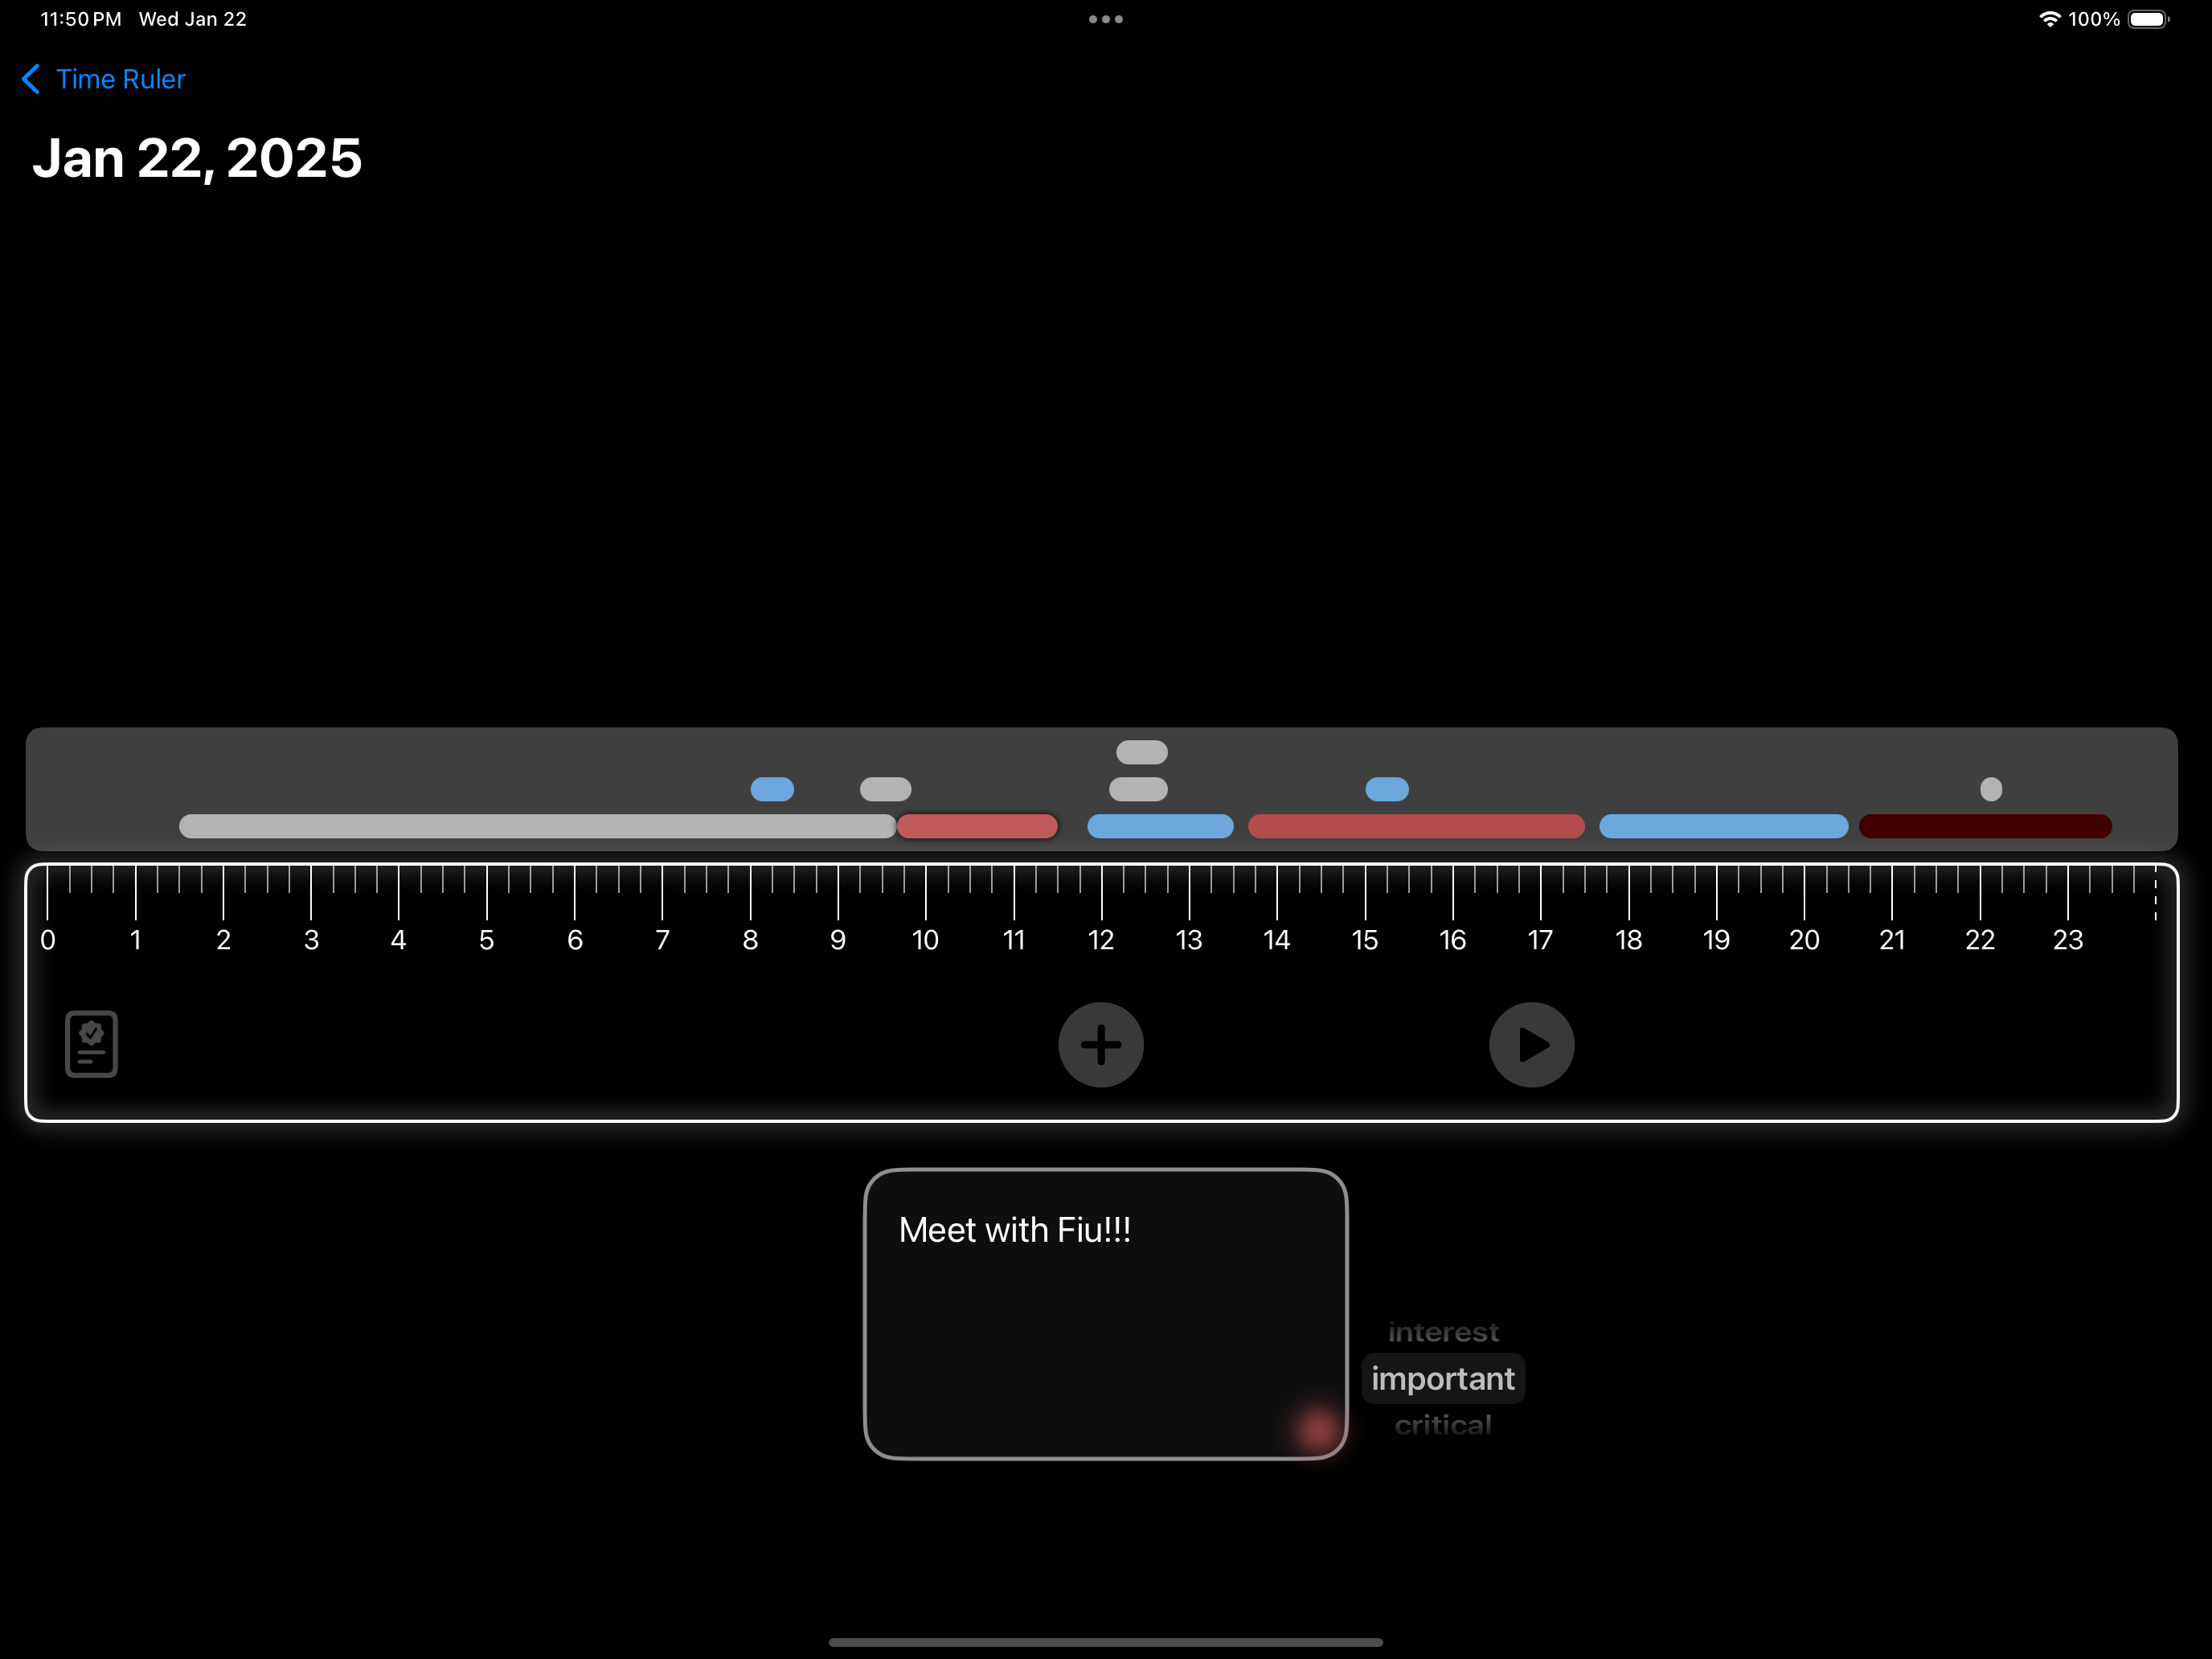 11:50 PM Wed Jan 22
100%
Time Ruler
Jan 22, 2025
0 1 2 3 4 5 6 7 8 9 10 11 12 13 14 15 16 17 18 19 20 21 22 23
Meet with Fiu!!!
interest
important
critical